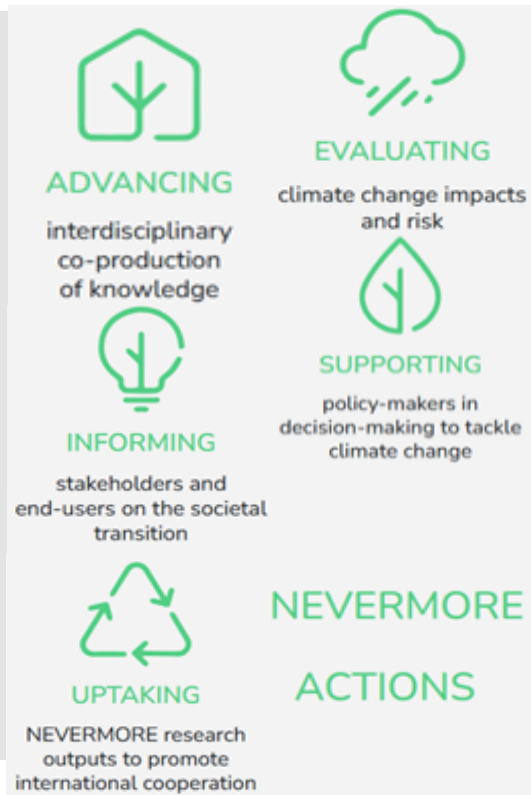 ADVANCING
interdisciplinary
co-production
of knowledge
EVALUATING
climate change impacts
and risk
INFORMING
stakeholders and
end-users on the societal
transition
SUPPORTING
policy-makers in
decision-making to tackle
climate change
UPTAKING
NEVERMORE research
outputs to promote
international cooperation
NEVERMORE
ACTIONS